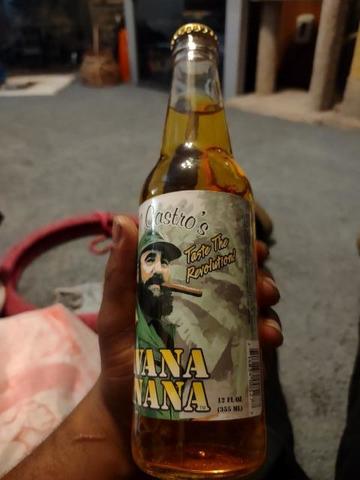 Castro's
Taste The
Revolution!
VANA
NANA
12 FL OZ
(355 ML)